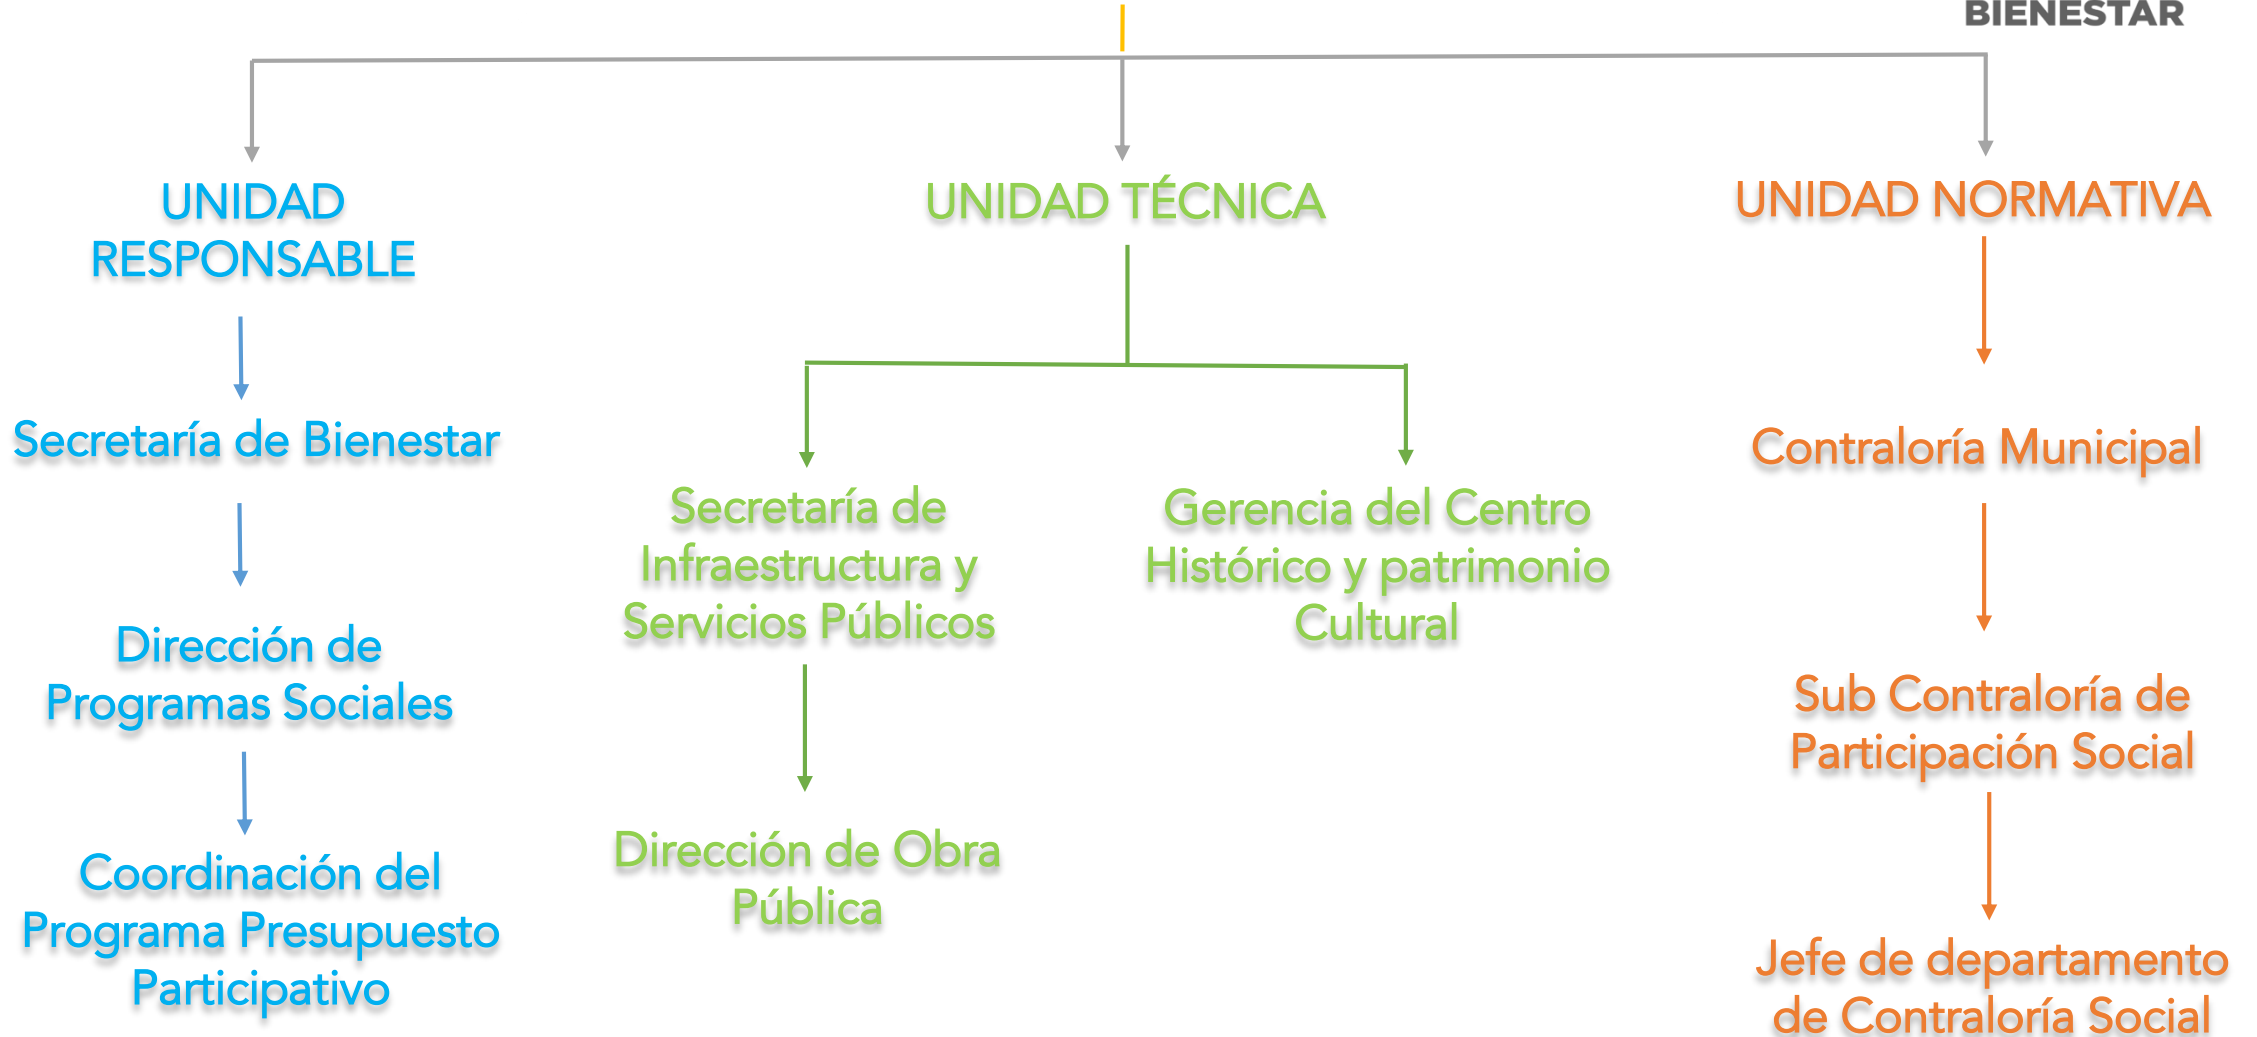 BIENESTAR
UNIDAD
RESPONSABLE
Secretaría de Bienestar
Dirección de
Programas Sociales
Coordinación del
Programa Presupuesto
Participativo
UNIDAD TÉCNICA
Secretaría de
Infraestructura y
Servicios Públicos
Dirección de Obra
Pública
Gerencia del Centro
Histórico y patrimonio
Cultural
UNIDAD NORMATIVA
Contraloría Municipal
Sub Contraloría de
Participación Social
Jefe de departamento
de Contraloría Social